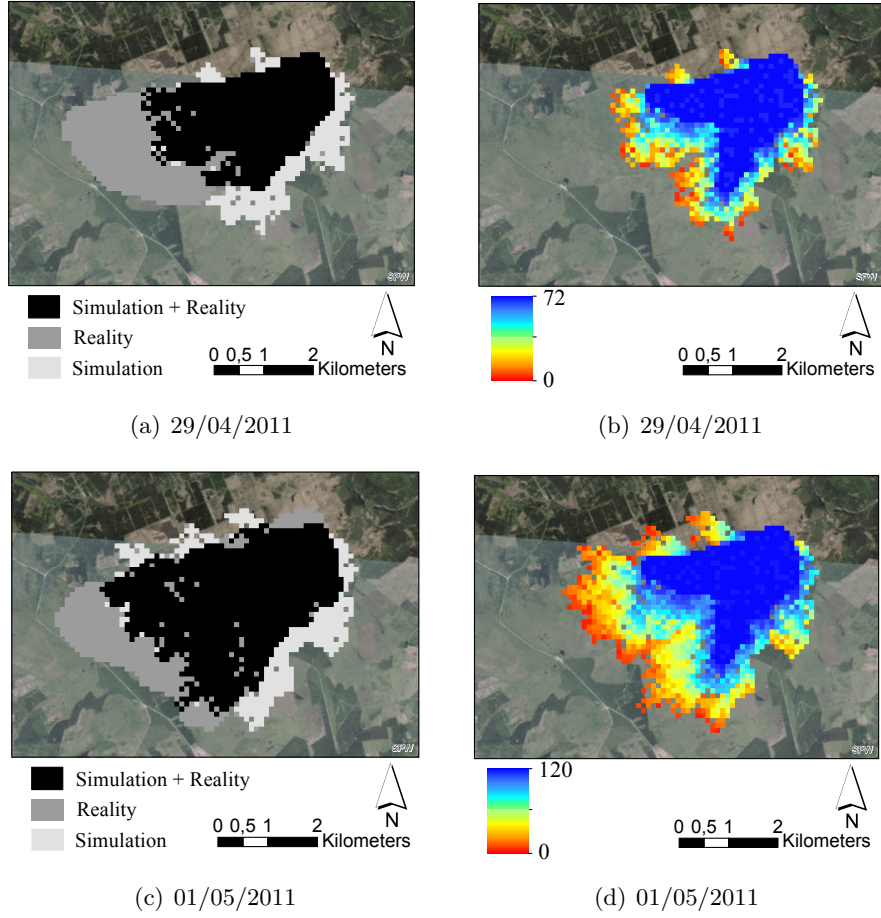 SPW
Simulation + Reality
Reality
Simulation
N
0 0,5 1 2
Kilometers
(a) 29/04/2011
SPW
72
0
N
0 0,5 1 2
Kilometers
(b) 29/04/2011
SPW
Simulation + Reality
Reality
Simulation
N
0 0,5 1 2
Kilometers
(c) 01/05/2011
SPW
120
0
N
0 0,5 1 2
Kilometers
(d) 01/05/2011